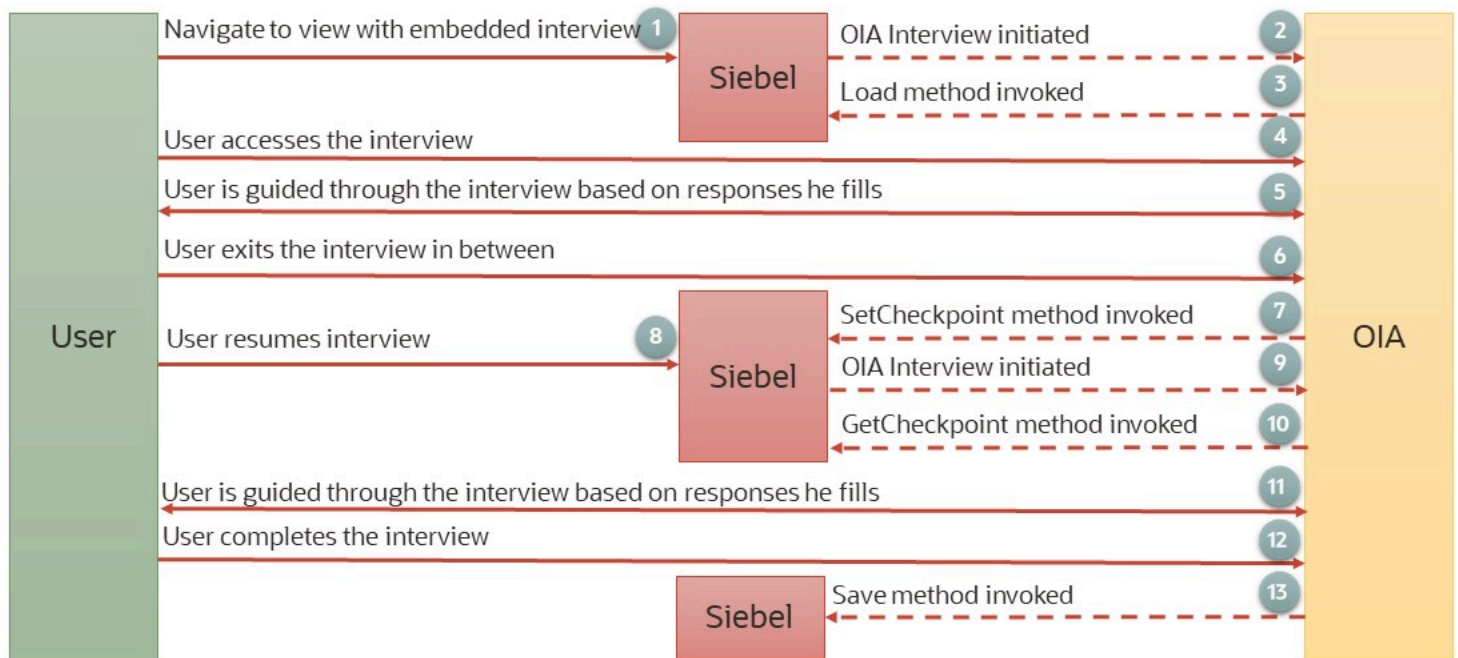 Navigate to view with embedded interview 1
OIA Interview initiated 2
Siebel
Load method invoked 3
User accesses the interview 4
User is guided through the interview based on responses he fills 5
User exits the interview in between 6
User
OIA
SetCheckpoint method invoked 7
User resumes interview 8
Siebel
OIA Interview initiated 9
GetCheckpoint method invoked 10
User is guided through the interview based on responses he fills 11
User completes the interview 12
Siebel
Save method invoked 13